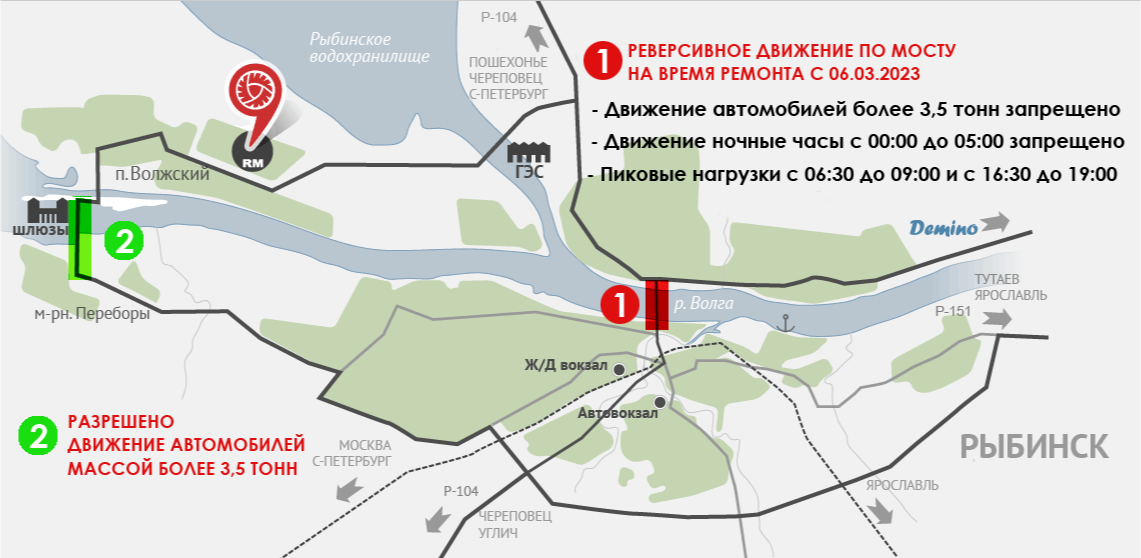 Р-104
Рыбинское
водохранилище
ПОШЕХОНЬЕ
ЧЕРЕПОВЕЦ
С-ПЕТЕРБУРГ
1
РЕВЕРСИВНОЕ ДВИЖЕНИЕ ПО МОСТУ
НА ВРЕМЯ РЕМОНТА С 06.03.2023
- Движение автомобилей более 3,5 тонн запрещено
- Движение ночные часы с 00:00 до 05:00 запрещено
- Пиковые нагрузки с 06:30 до 09:00 и с 16:30 до 19:00
RM
п. Волжский
ГЭС
шлюзы
2
Demino
м-рн. Переборы
1
р. Волга
ТУТАЕВ
ЯРОСЛАВЛЬ
Р-151
Ж/Д вокзал
Автовокзал
2
РАЗРЕШЕНО
ДВИЖЕНИЕ АВТОМОБИЛЕЙ
МАССОЙ БОЛЕЕ 3,5 ТОНН
МОСКВА
С-ПЕТЕРБУРГ
РЫБИНСК
Р-104
ЧЕРЕПОВЕЦ
УГЛИЧ
ЯРОСЛАВЛЬ